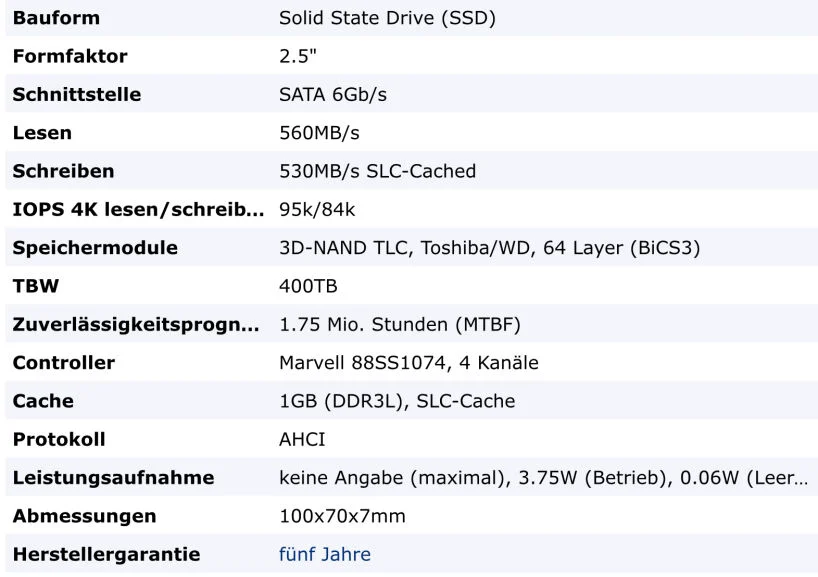 Bauform Solid State Drive (SSD)
Formfaktor 2.5"
Schnittstelle SATA 6Gb/s
Lesen 560MB/s
Schreiben 530MB/s SLC-Cached
IOPS 4K lesen/schreib... 95k/84k
Speichermodule 3D-NAND TLC, Toshiba/WD, 64 Layer (BiCS3)
TBW 400TB
Zuverlässigkeitsprogn... 1.75 Mio. Stunden (MTBF)
Controller Marvell 88SS1074, 4 Kanäle
Cache 1GB (DDR3L), SLC-Cache
Protokoll AHCI
Leistungsaufnahme keine Angabe (maximal), 3.75W (Betrieb), 0.06W (Leer...
Abmessungen 100x70x7mm
Herstellergarantie fünf Jahre